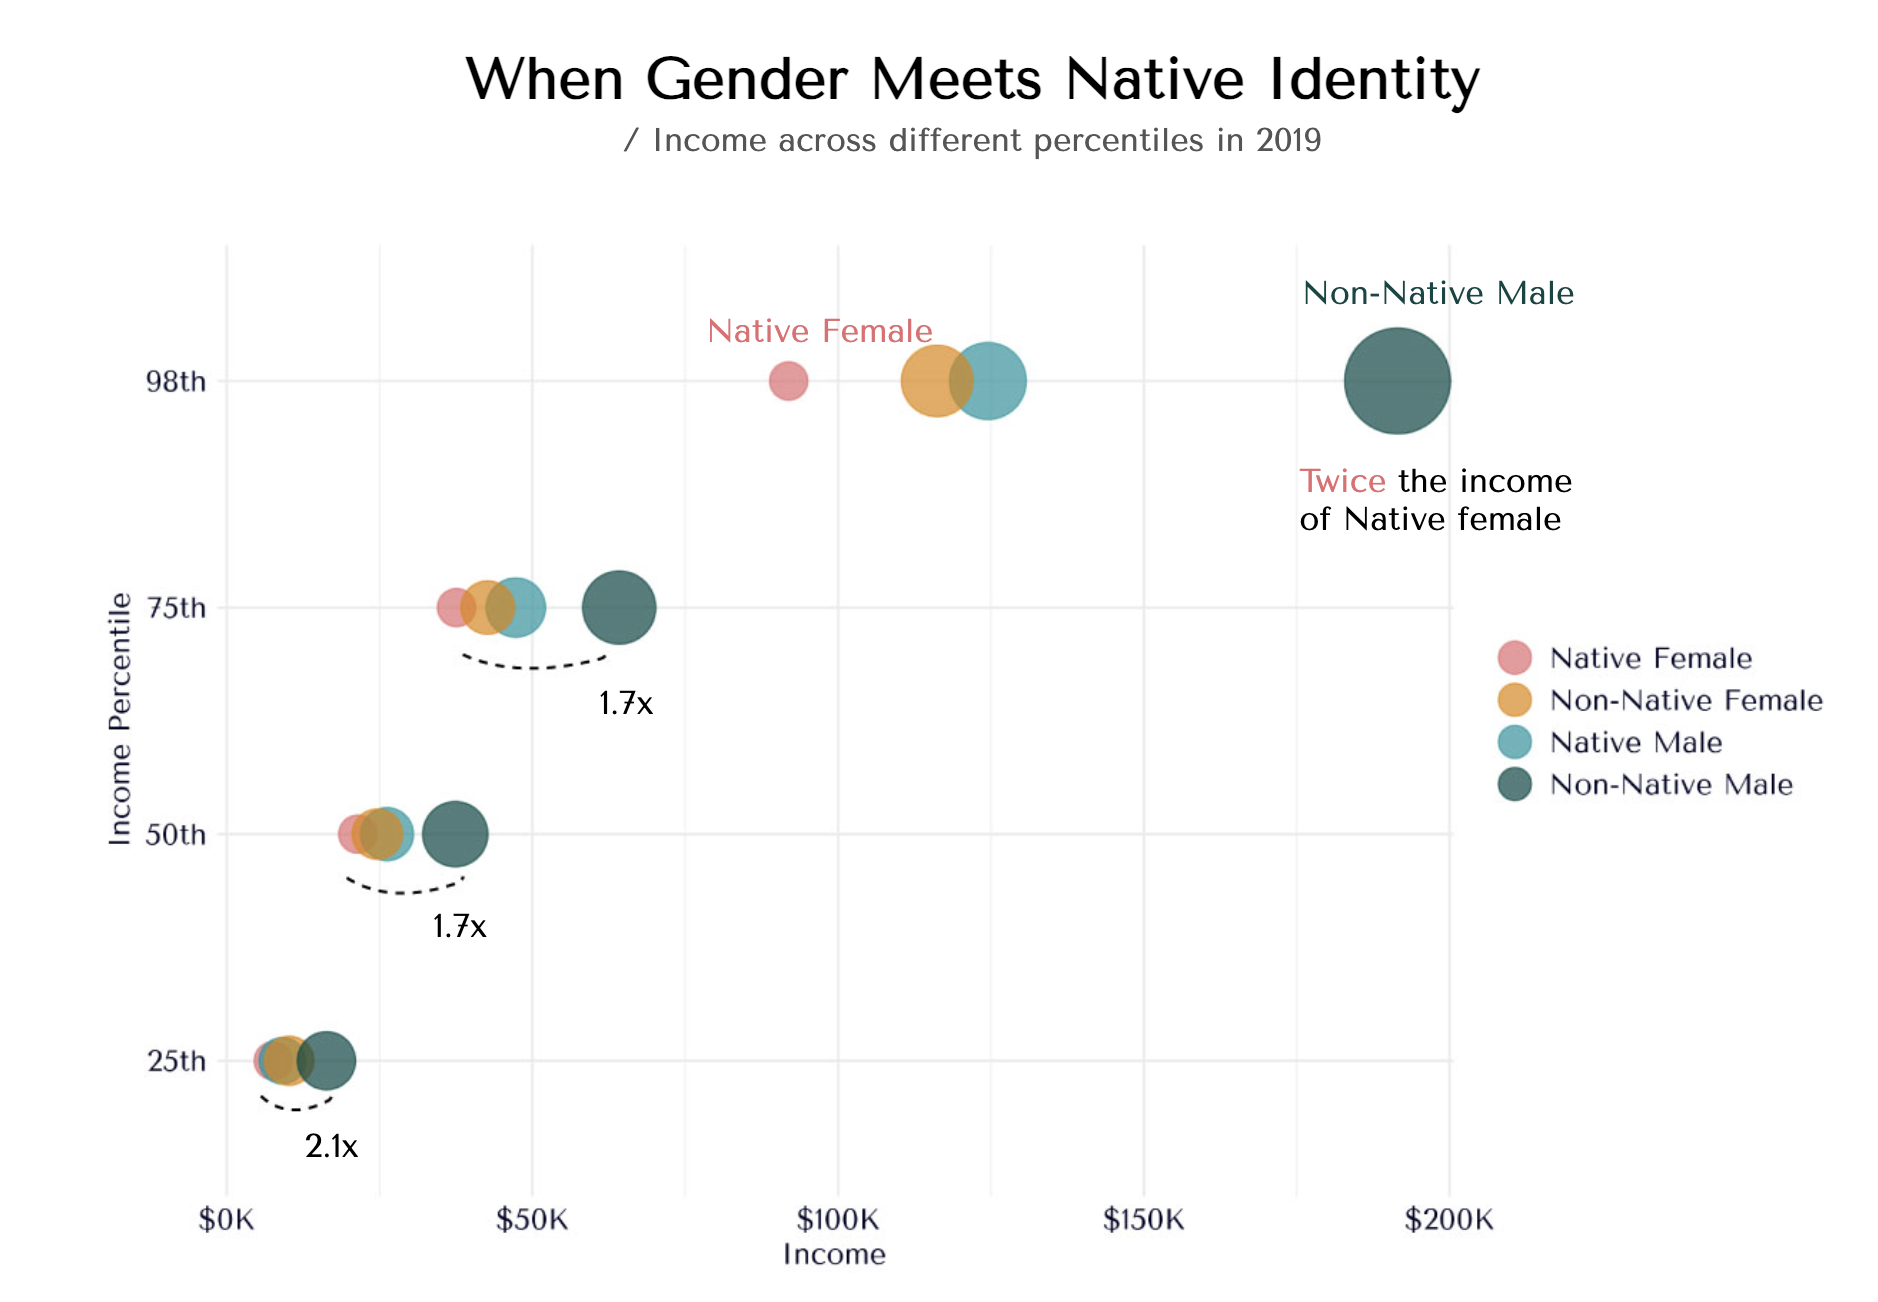 When Gender Meets Native Identity
/ Income across different percentiles in 2019
Non-Native Male
Native Female
98th
Twice the income
of Native female
75th
1.7x
Income Percentile
Native Female
Non-Native Female
Native Male
Non-Native Male
50th
1.7x
25th
2.1x
$0K $50K $100K $150K $200K
Income